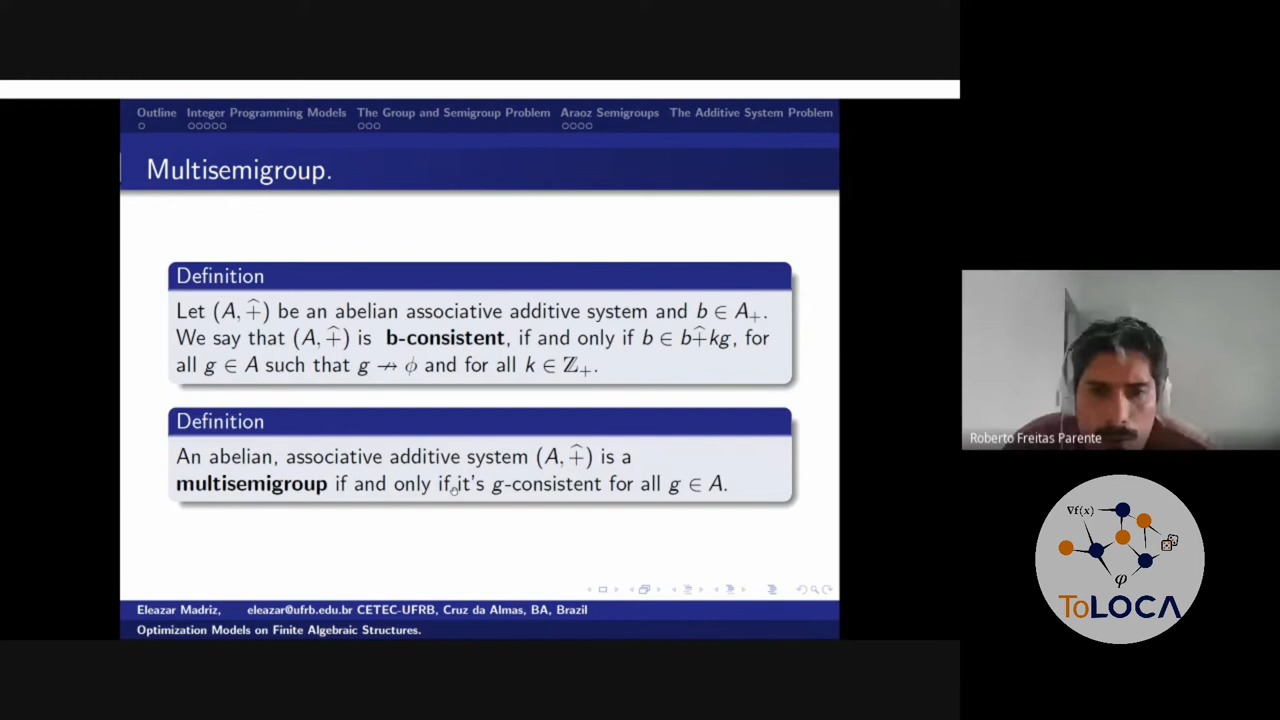 Outline Integer Programming Models The Group and Semigroup Problem Araoz Semigroups The Additive System Problem
Multisemigroup.
Definition
Let (A, +̂) be an abelian associative additive system and b ∈ A₊.
We say that (A, +̂) is b-consistent, if and only if b ∈ b+̂kg, for
all g ∈ A such that g ↛ ϕ and for all k ∈ ℤ₊.
Definition
An abelian, associative additive system (A, +̂) is a
multisemigroup if and only if it's g-consistent for all g ∈ A.
Eleazar Madriz, eleazar@ufrb.edu.br CETEC-UFRB, Cruz da Almas, BA, Brazil
Optimization Models on Finite Algebraic Structures.
Roberto Freitas Parente
∇f(x)
φ
ToLOCA